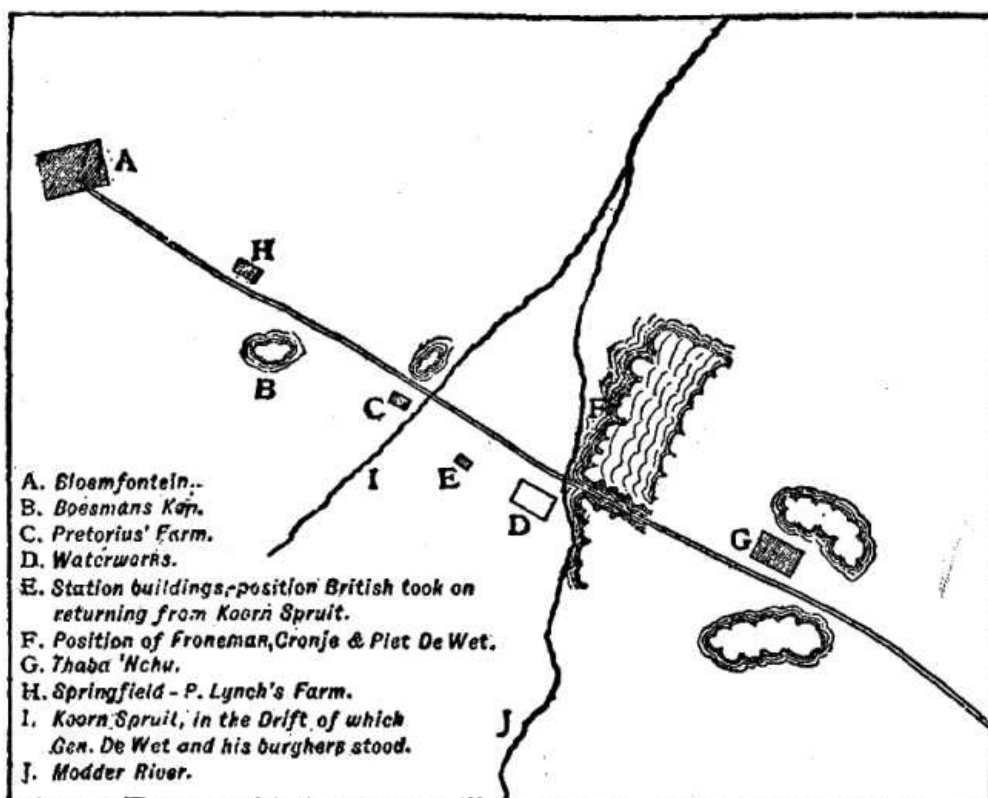 A
H
B
C
I
E
D
F
G
J
A. Bloemfontein.
B. Boesmans Kop.
C. Pretorius' Farm.
D. Waterworks.
E. Station buildings,-position British took on
returning from Koorn Spruit.
F. Position of Froneman, Cronje & Piet De Wet.
G. Thaba 'Nchu.
H. Springfield - P. Lynch's Farm.
I. Koorn Spruit, in the Drift of which
Gen. De Wet and his burghers stood.
J. Modder River.